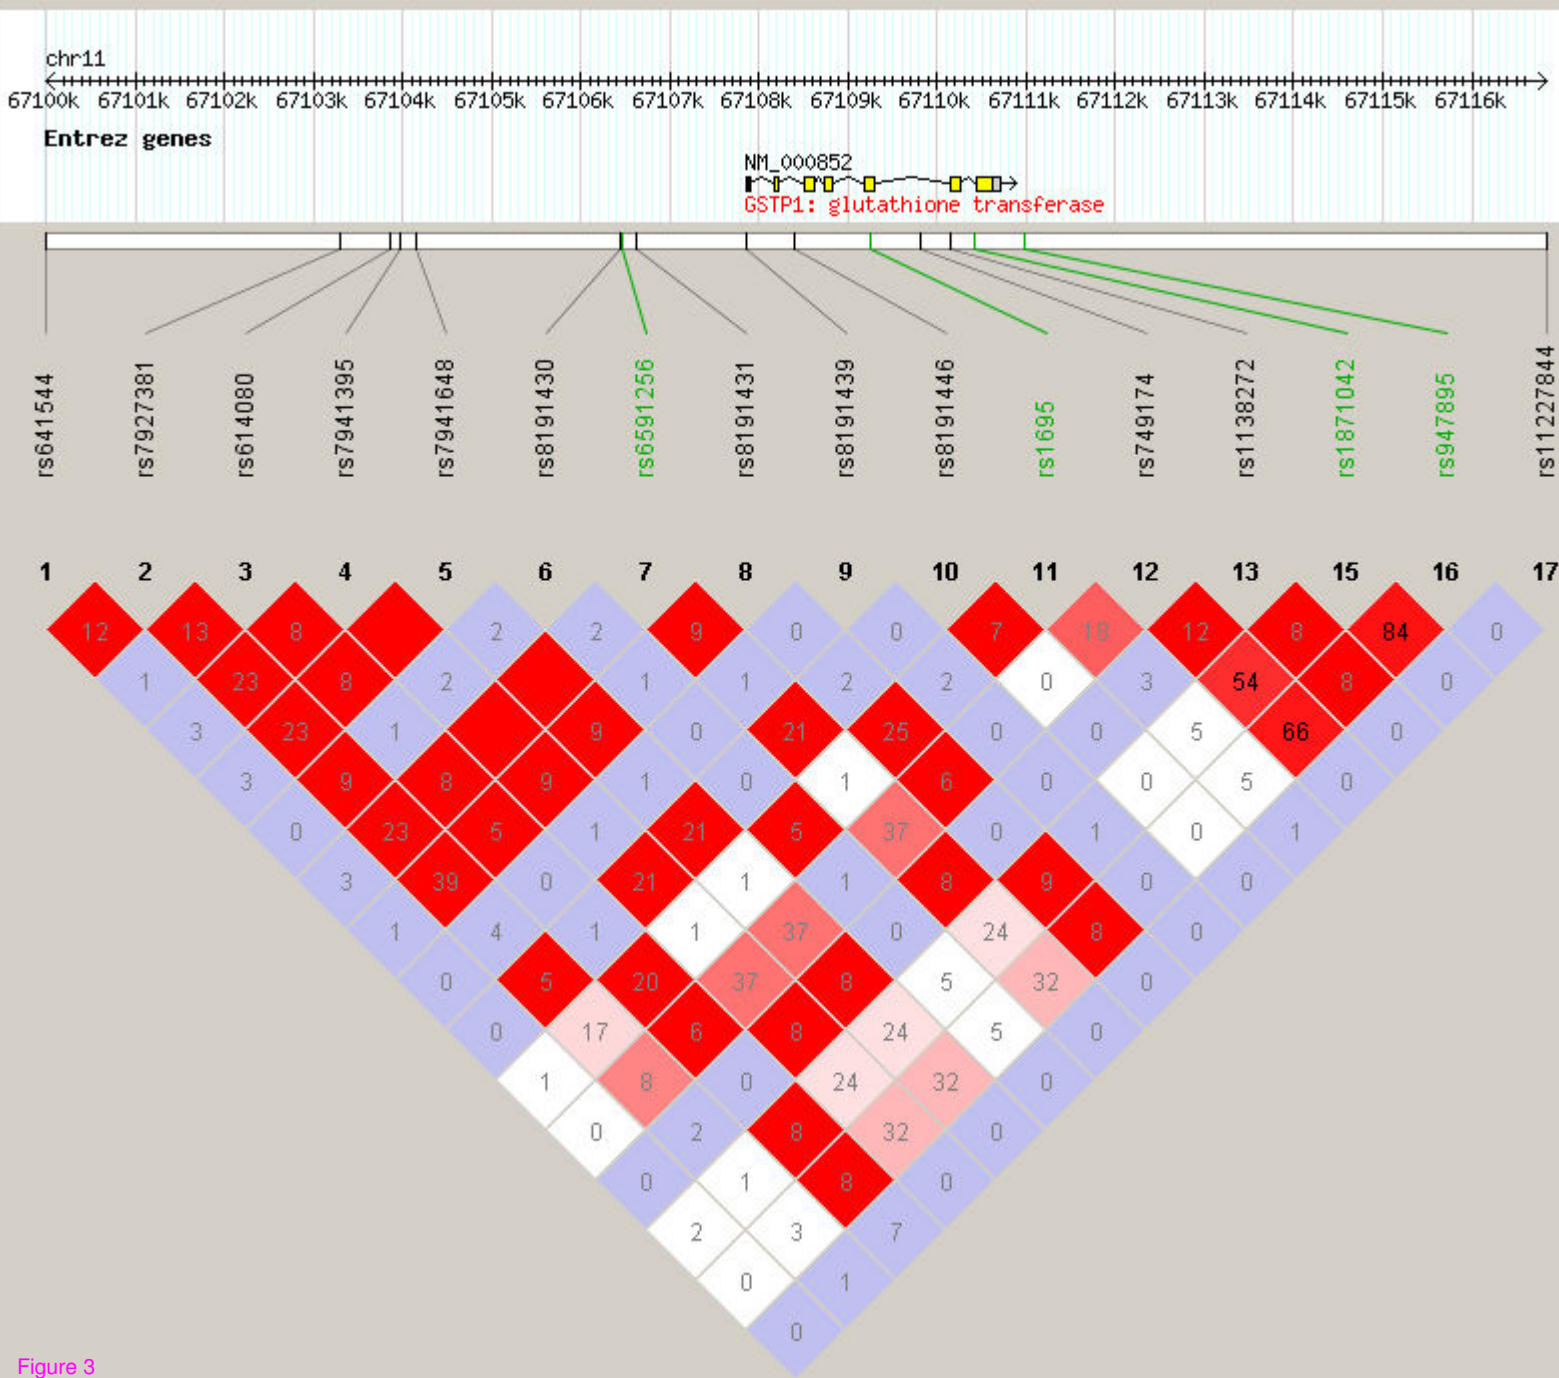 chr11
67100k 67101k 67102k 67103k 67104k 67105k 67106k 67107k 67108k 67109k 67110k 67111k 67112k 67113k 67114k 67115k 67116k
Entrez genes
NM_000852
GSTP1: glutathione transferase
rs641544
rs7927381
rs614080
rs7941395
rs7941648
rs8191430
rs6591256
rs8191431
rs8191439
rs8191446
rs1695
rs749174
rs1138272
rs1871042
rs947895
rs11227844
1 2 3 4 5 6 7 8 9 10 11 12 13 15 16 17
12 13 8 2 2 9 0 0 7 18 12 8 84 0
1 23 8 2 1 1 2 2 0 3 54 8 0
3 23 1 9 0 21 25 0 0 5 66 0
3 9 8 9 1 0 1 6 0 0 5 0
0 23 5 1 21 5 37 0 1 0 1
3 39 0 21 1 1 8 9 0 0
1 4 1 1 37 0 24 8 0
0 5 20 37 8 5 32 0
0 17 6 8 24 5 0
1 8 0 24 32 0
0 2 8 32 0
0 1 8 0
2 3 7
0 1
0
Figure 3